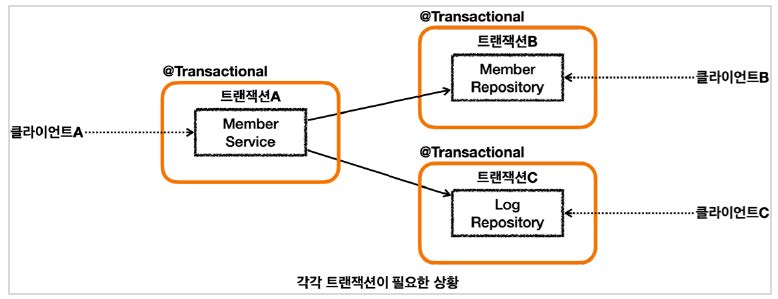 @Transactional
트랜잭션B
Member
Repository
클라이언트B
@Transactional
트랜잭션A
Member
Service
클라이언트A
@Transactional
트랜잭션C
Log
Repository
클라이언트C
각각 트랜잭션이 필요한 상황